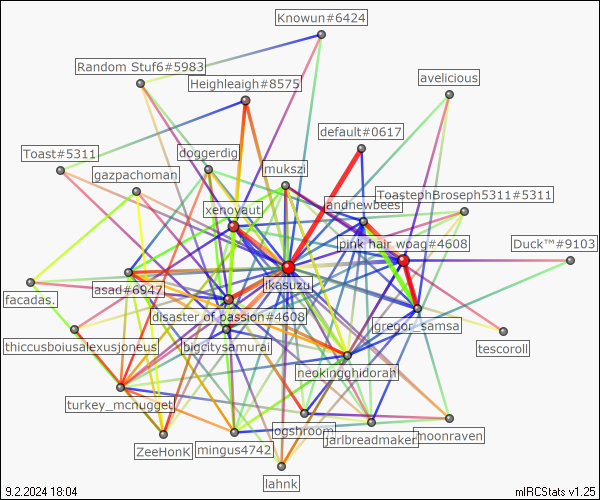 Knowun#6424
Random Stuf6#5983
avelicious
Heighleaigh#8575
default#0617
Toast#5311
doggerdig
gazpachoman
mukszi
ToastephBroseph5311#5311
andnewbees
xenoyaut
pink hair woag#4608
Duck™#9103
ikasuzu
asad#6947
facadas.
disaster of passion#4608
gregor_samsa
thiccusboiusalexusjoneus
bigcitysamurai
tescoroll
neokingghidorah
turkey_mcnugget
ogshroom
moonraven
jarlbreadmaker
ZeeHonK
mingus4742
lahnk
9.2.2024 18:04
mIRCStats v1.25